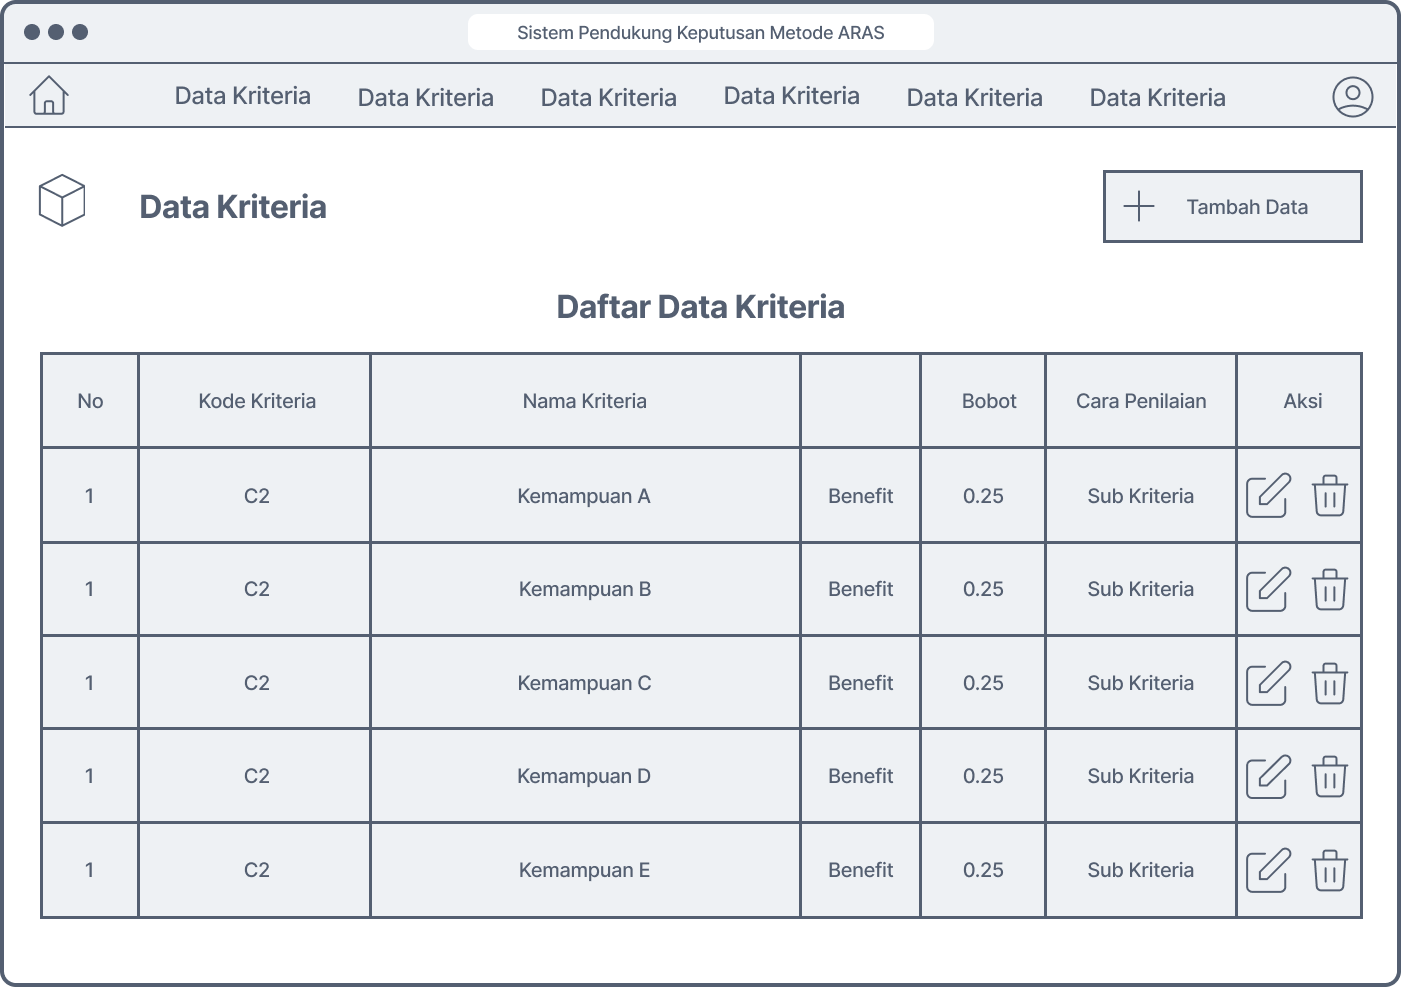 Sistem Pendukung Keputusan Metode ARAS
Data Kriteria Data Kriteria Data Kriteria Data Kriteria Data Kriteria Data Kriteria
Data Kriteria
Tambah Data
Daftar Data Kriteria
No Kode Kriteria Nama Kriteria Bobot Cara Penilaian Aksi
1 C2 Kemampuan A Benefit 0.25 Sub Kriteria
1 C2 Kemampuan B Benefit 0.25 Sub Kriteria
1 C2 Kemampuan C Benefit 0.25 Sub Kriteria
1 C2 Kemampuan D Benefit 0.25 Sub Kriteria
1 C2 Kemampuan E Benefit 0.25 Sub Kriteria